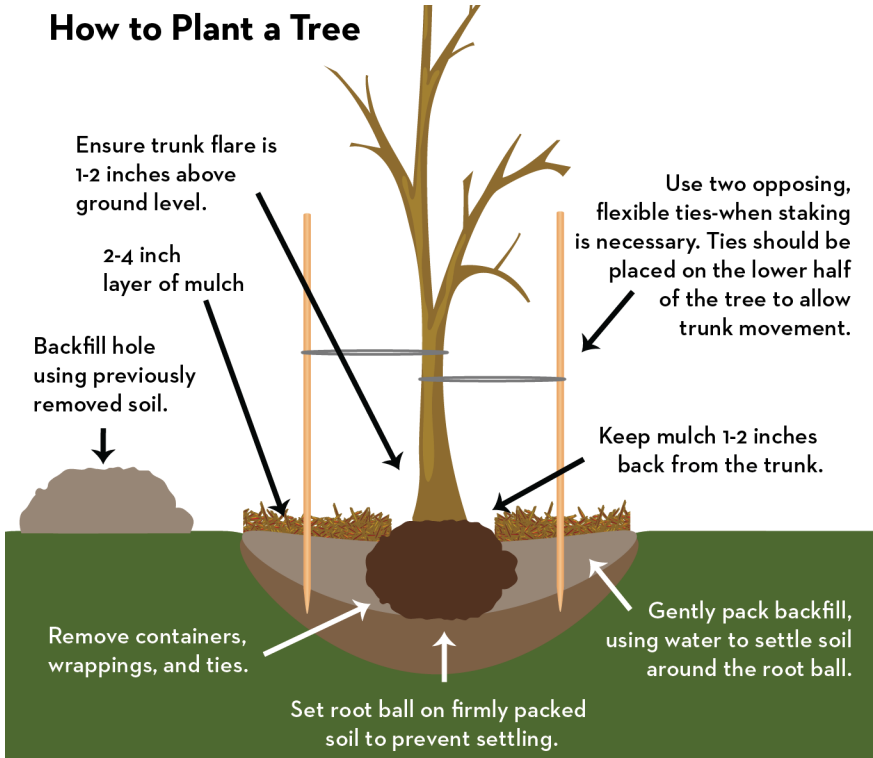 How to Plant a Tree
Ensure trunk flare is
1-2 inches above
ground level.
2-4 inch
layer of mulch
Backfill hole
using previously
removed soil.
Use two opposing,
flexible ties-when staking
is necessary. Ties should be
placed on the lower half
of the tree to allow
trunk movement.
Keep mulch 1-2 inches
back from the trunk.
Remove containers,
wrappings, and ties.
Set root ball on firmly packed
soil to prevent settling.
Gently pack backfill,
using water to settle soil
around the root ball.